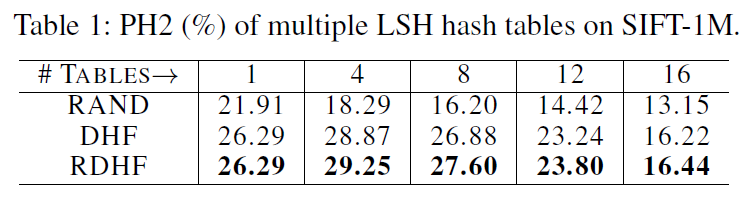 Table 1: PH2 (%) of multiple LSH hash tables on SIFT-1M.
# TABLES→ 1 4 8 12 16
RAND 21.91 18.29 16.20 14.42 13.15
DHF 26.29 28.87 26.88 23.24 16.22
RDHF 26.29 29.25 27.60 23.80 16.44